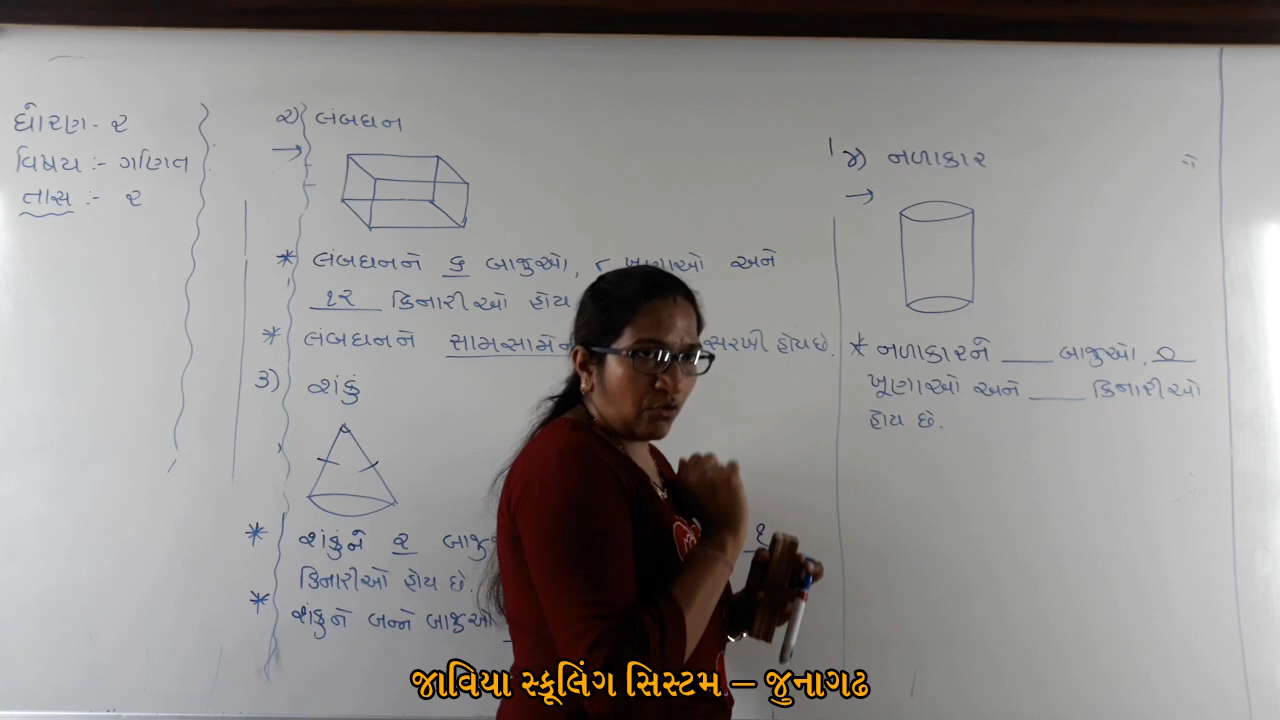 ધોરણ - ૨
વિષય :- ગણિત
તાસ :- ૨
૨) લંબઘન
→
* લંબઘનને ૬ બાજુઓ, ૮ ખૂણાઓ અને
૧૨ કિનારીઓ હોય
* લંબઘનને સામસામેન સરખી હોય છે.
૩) શંકું
* શંકુંને ૨ બાજુ ૧
કિનારીઓ હોય છે.
* શંકુને બન્ને બાજુઓ
૪) નળાકાર
→
* નળાકારને ___ બાજુઓ, ૦
ખૂણાઓ અને ___ કિનારીઓ
હોય છે.
જાવિયા સ્કૂલિંગ સિસ્ટમ – જુનાગઢ